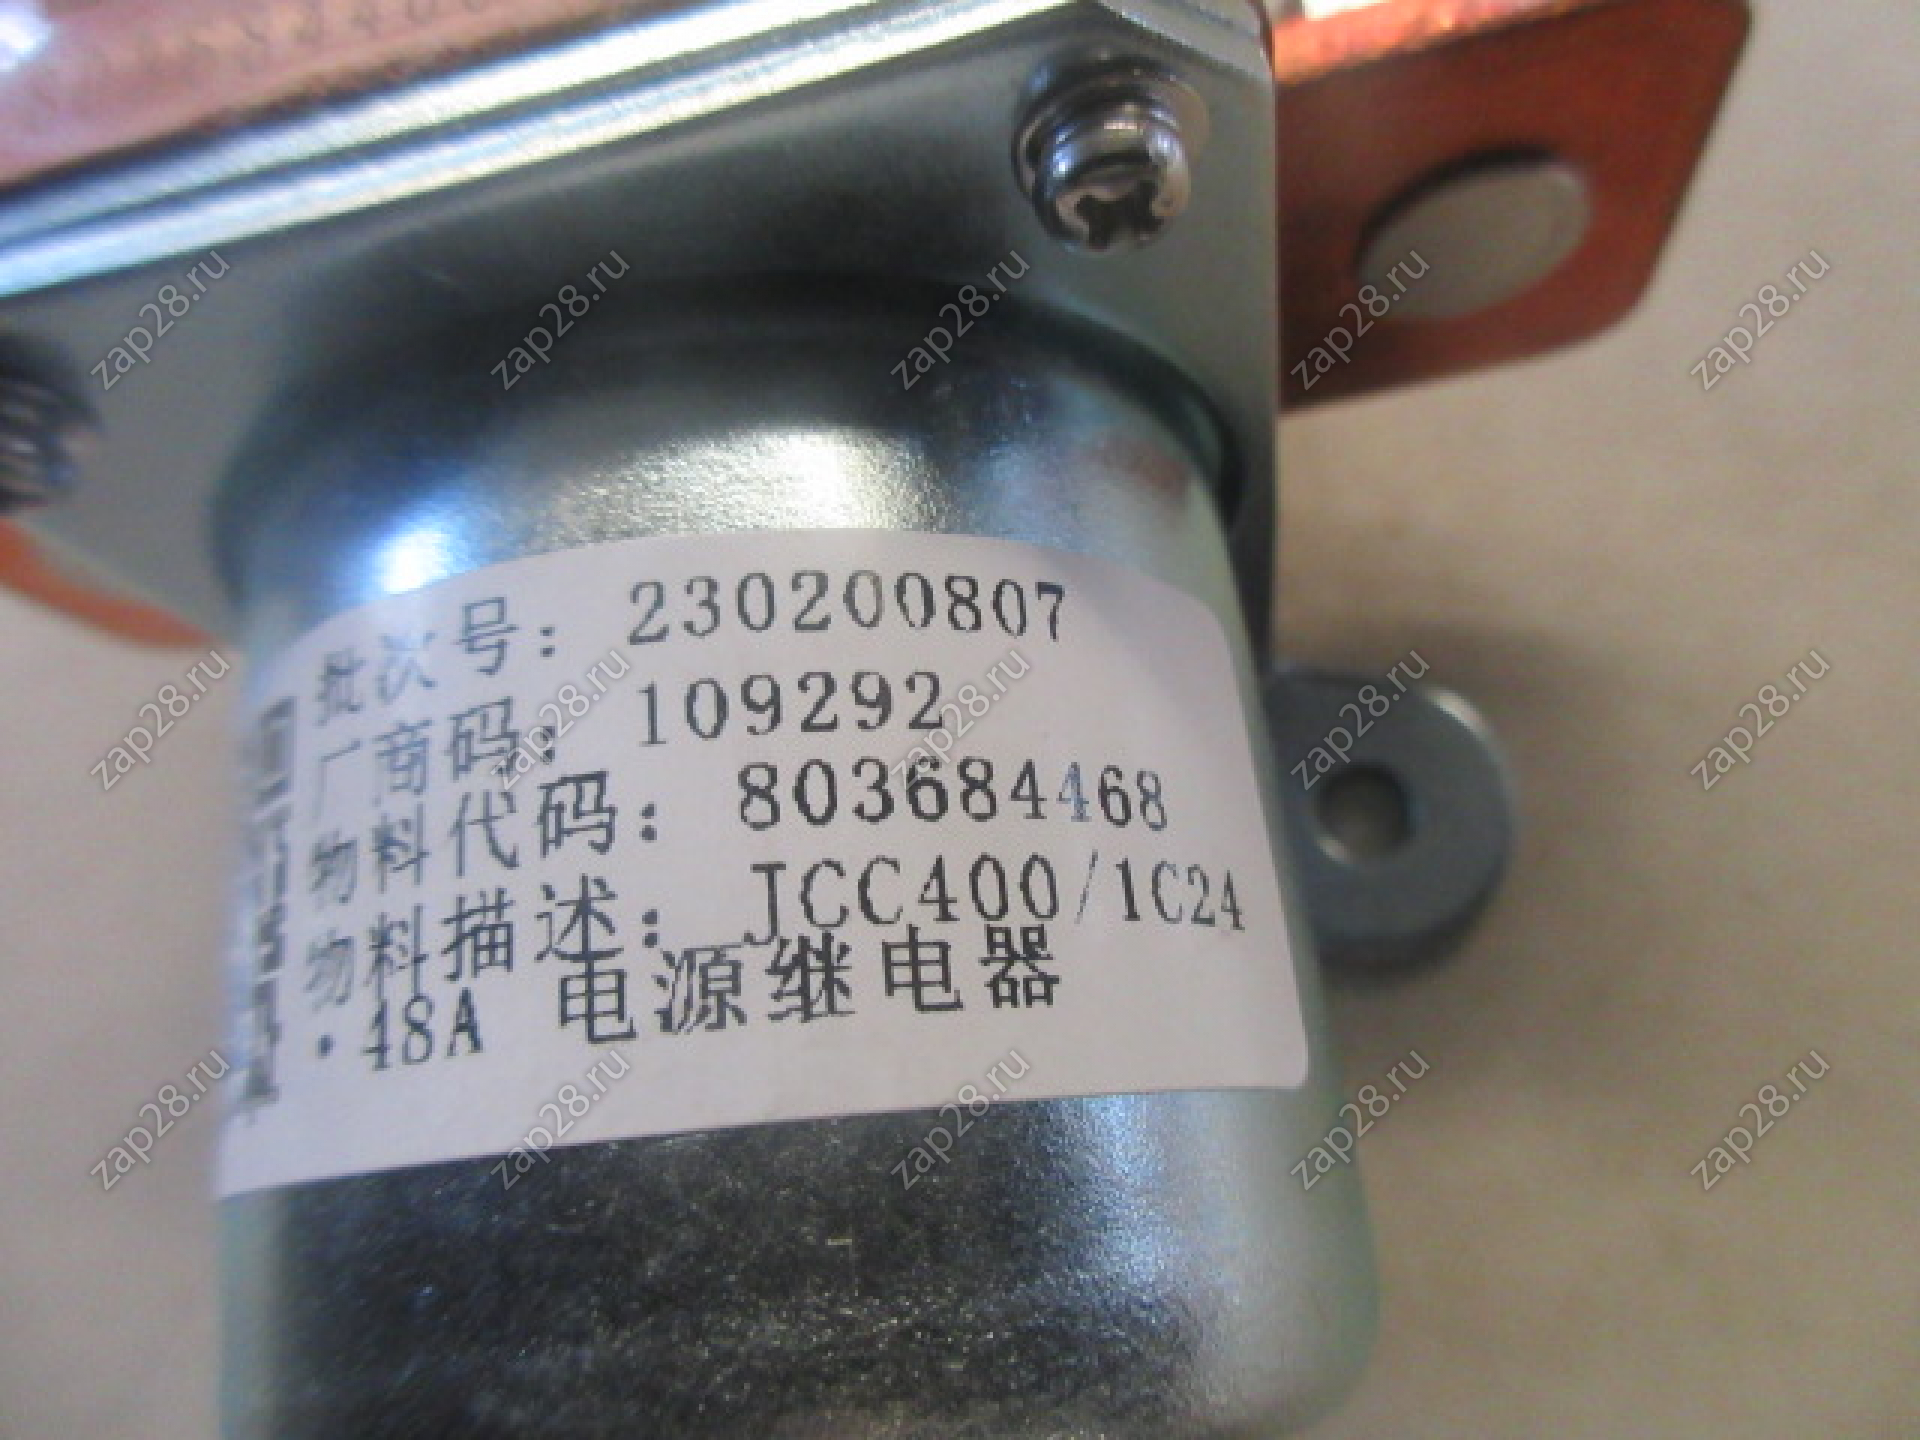 批次号：230200807
厂商码：109292
物料代码：803684468
物料描述：JCC400/1C24
·48A 电源继电器
zap28.ru